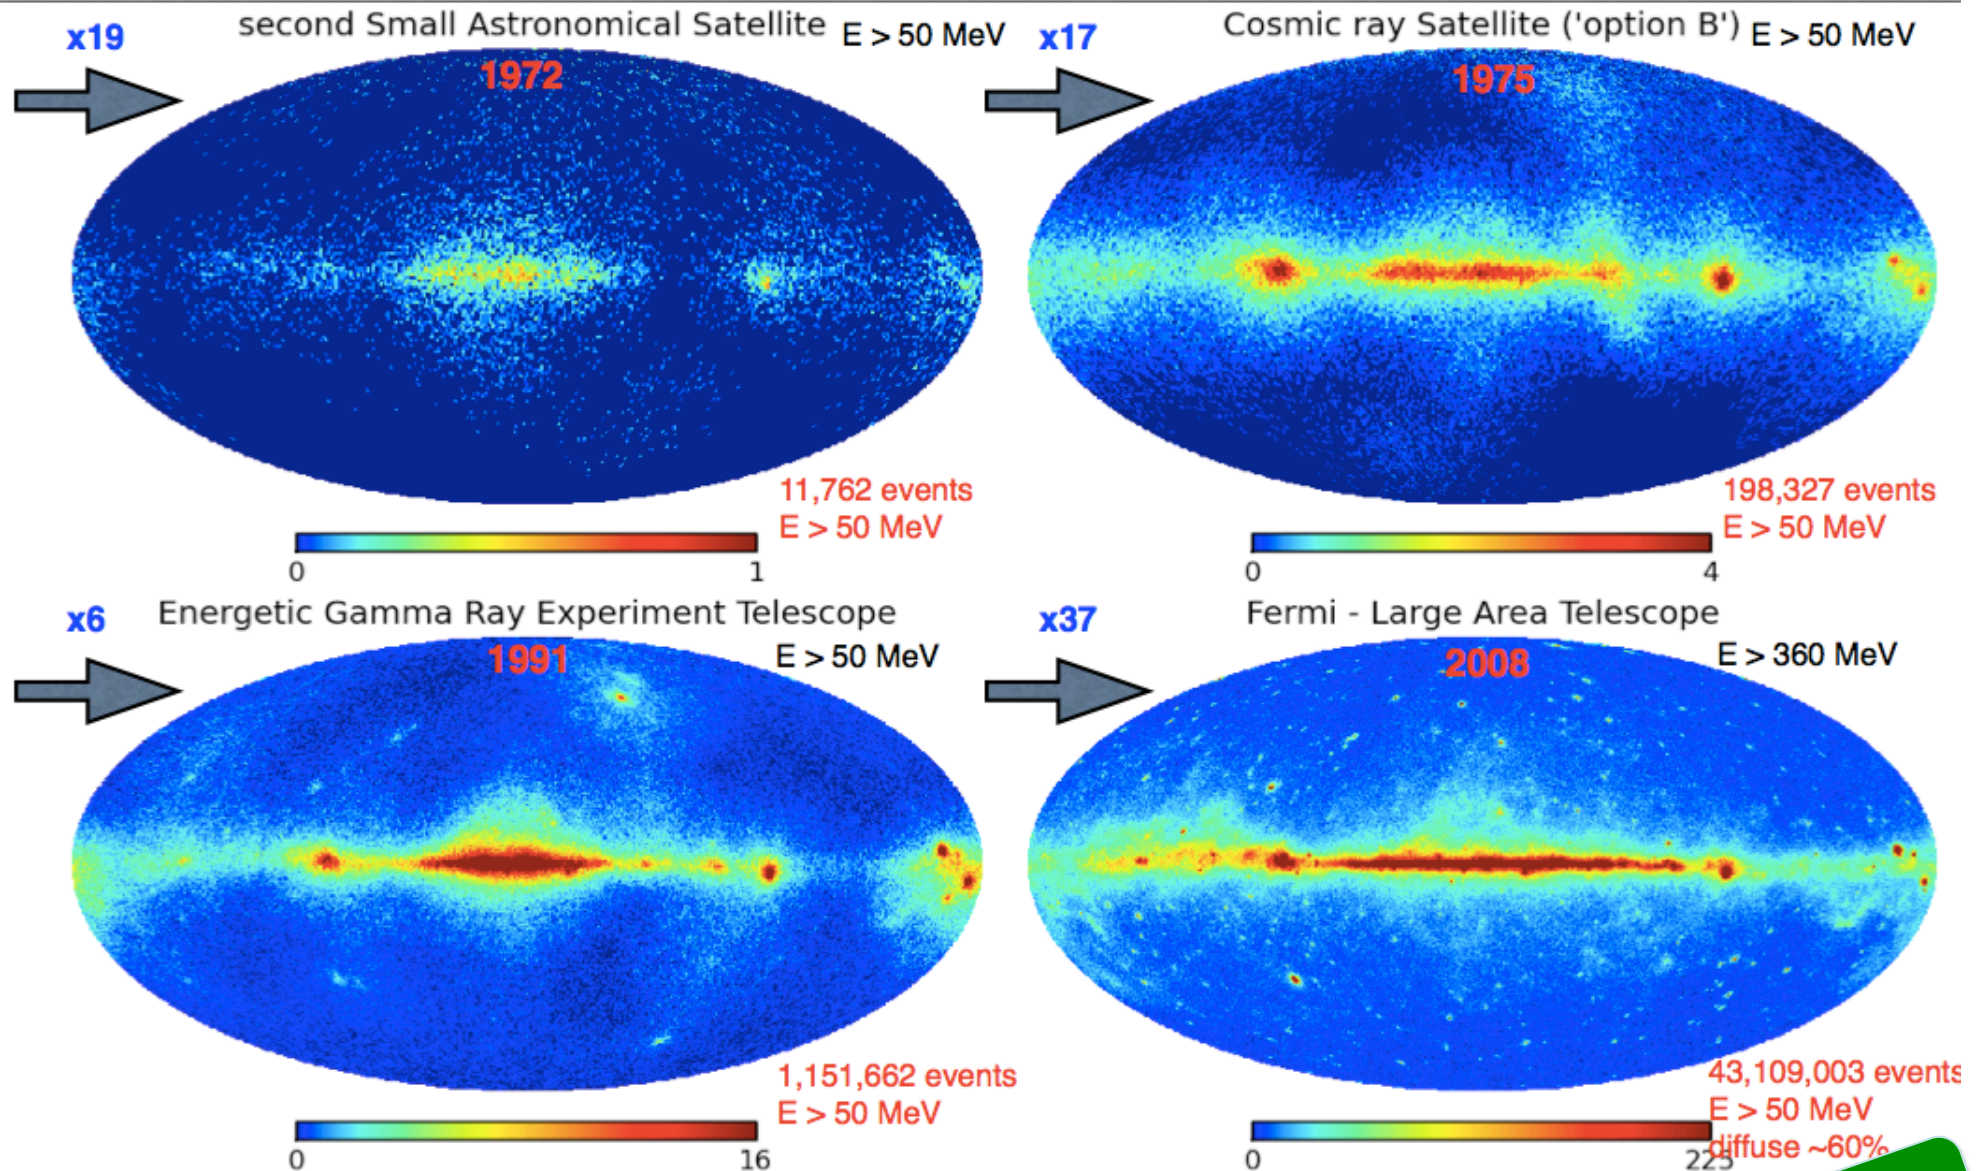 x19
second Small Astronomical Satellite
E > 50 MeV
1972
11,762 events
E > 50 MeV
0
1
x17
Cosmic ray Satellite ('option B')
E > 50 MeV
1975
198,327 events
E > 50 MeV
0
4
x6
Energetic Gamma Ray Experiment Telescope
1991
E > 50 MeV
1,151,662 events
E > 50 MeV
0
16
x37
Fermi - Large Area Telescope
2008
E > 360 MeV
43,109,003 events
E > 50 MeV
diffuse ~60%
0
225